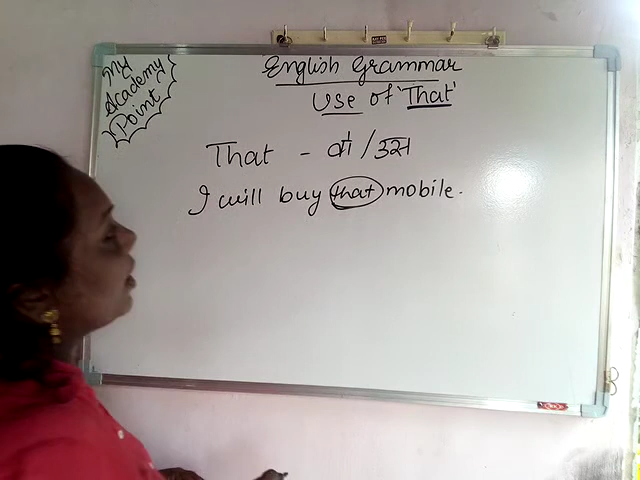 My
Academy
Point
English Grammar
Use of 'That'
That - वो / उस
I will buy that mobile.